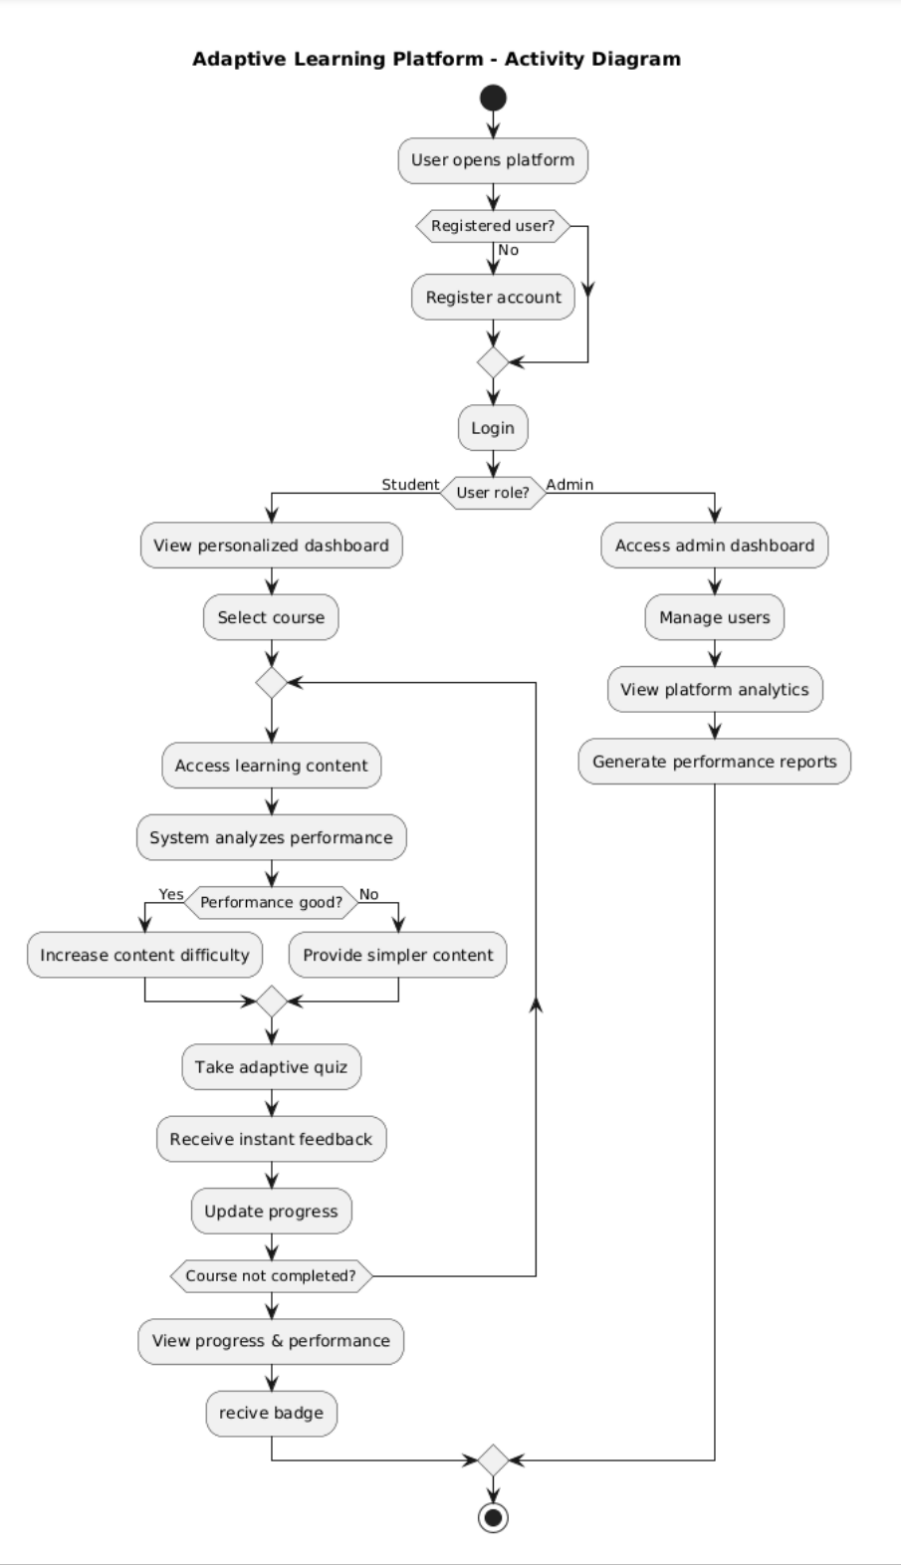 Adaptive Learning Platform - Activity Diagram
User opens platform
Registered user?
No
Register account
Login
Student
User role?
Admin
View personalized dashboard
Access admin dashboard
Select course
Manage users
View platform analytics
Access learning content
Generate performance reports
System analyzes performance
Yes
Performance good?
No
Increase content difficulty
Provide simpler content
Take adaptive quiz
Receive instant feedback
Update progress
Course not completed?
View progress & performance
recive badge